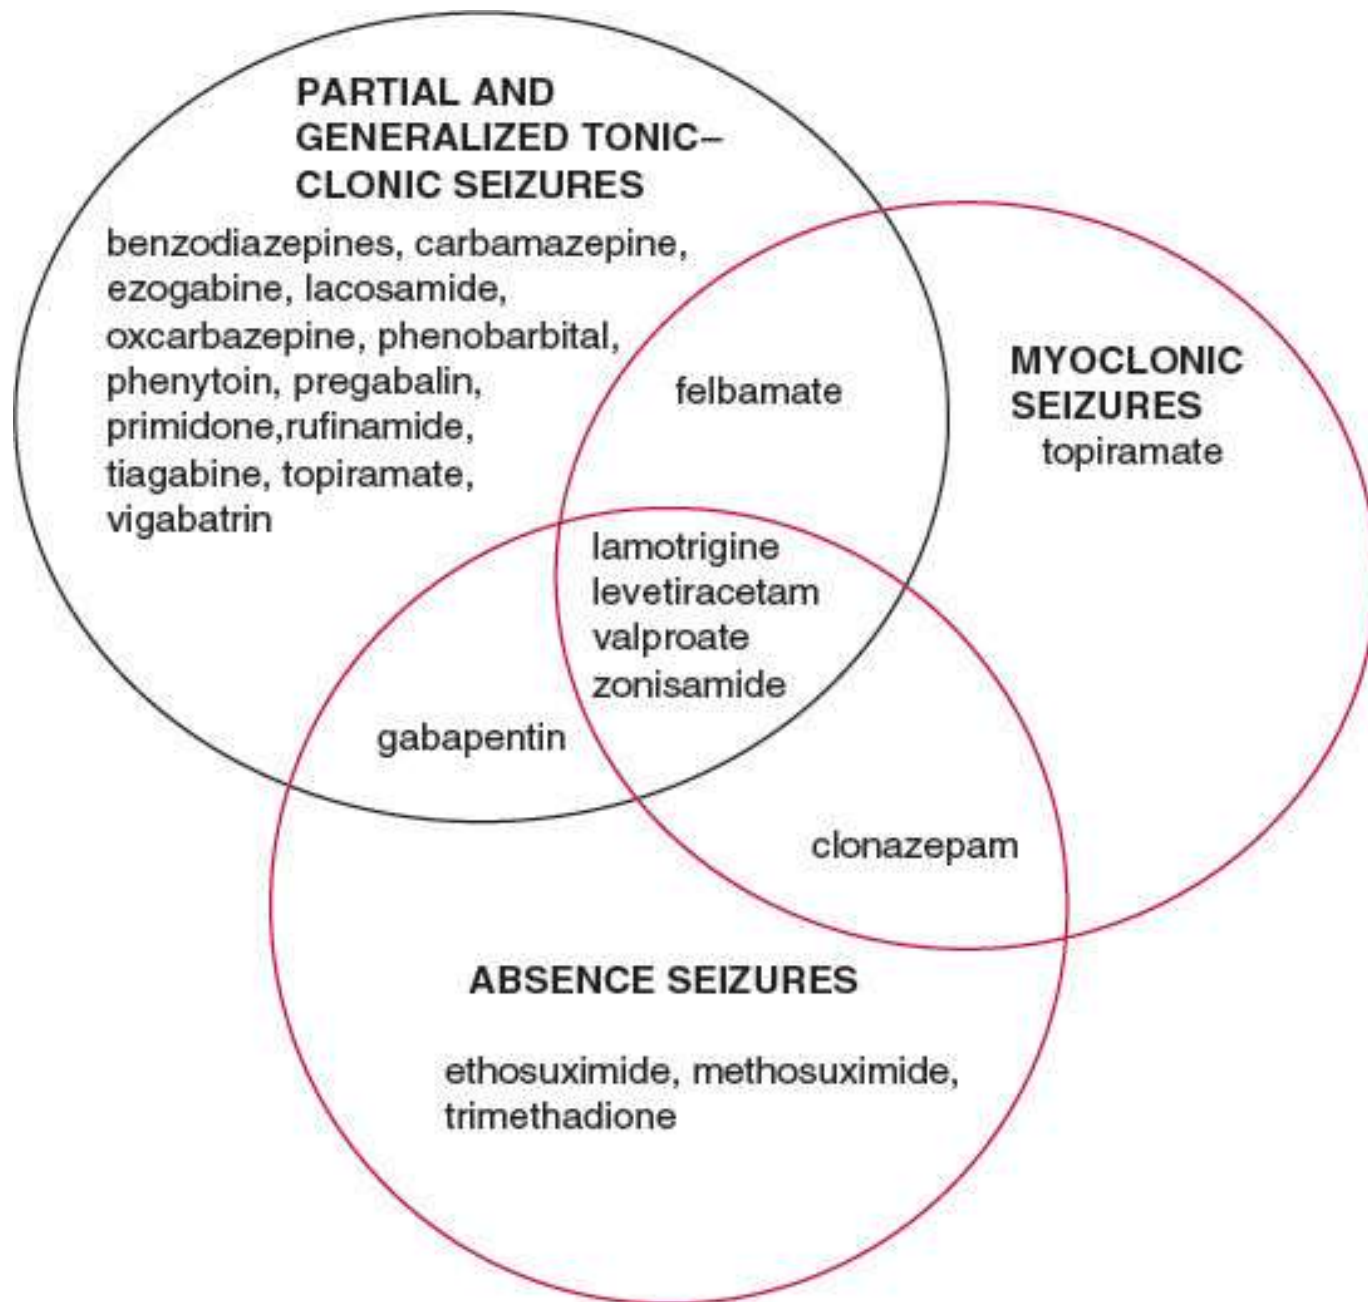 PARTIAL AND
GENERALIZED TONIC–
CLONIC SEIZURES
benzodiazepines, carbamazepine,
ezogabine, lacosamide,
oxcarbazepine, phenobarbital,
phenytoin, pregabalin,
primidone,rufinamide,
tiagabine, topiramate,
vigabatrin
felbamate
MYOCLONIC
SEIZURES
topiramate
lamotrigine
levetiracetam
valproate
zonisamide
gabapentin
clonazepam
ABSENCE SEIZURES
ethosuximide, methosuximide,
trimethadione